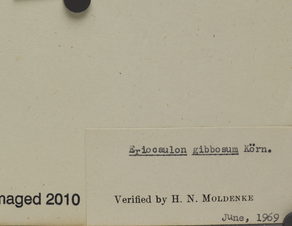 Eriocaulon gibbosum Körn.
maged 2010
Verified by H. N. MOLDENKE
June, 1969